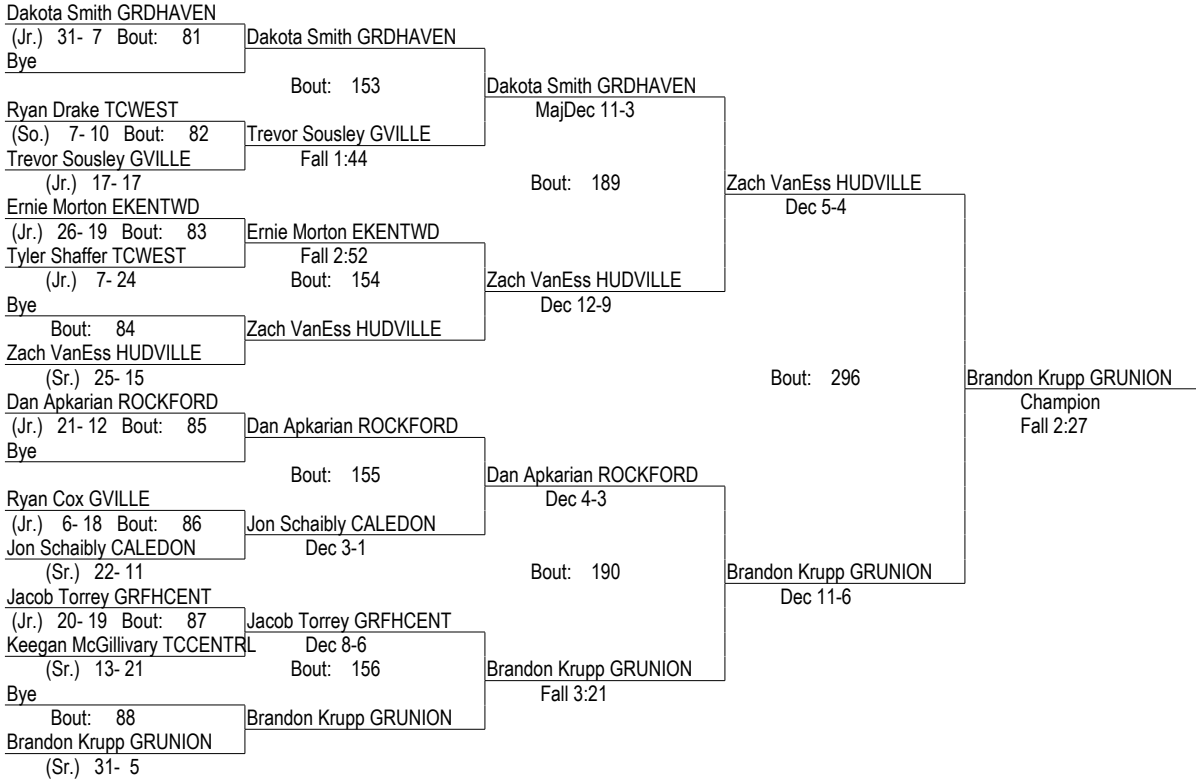 Dakota Smith GRDHAVEN
(Jr.) 31- 7 Bout: 81
Bye
Ryan Drake TCWEST
(So.) 7- 10 Bout: 82
Trevor Sousley GVILLE
(Jr.) 17- 17
Ernie Morton EKENTWD
(Jr.) 26- 19 Bout: 83
Tyler Shaffer TCWEST
(Jr.) 7- 24
Bye
Bout: 84
Zach VanEss HUDVILLE
(Sr.) 25- 15
Dan Apkarian ROCKFORD
(Jr.) 21- 12 Bout: 85
Bye
Ryan Cox GVILLE
(Jr.) 6- 18 Bout: 86
Jon Schaibly CALEDON
(Sr.) 22- 11
Jacob Torrey GRFHCENT
(Jr.) 20- 19 Bout: 87
Keegan McGillivary TCCENTRL
(Sr.) 13- 21
Bye
Bout: 88
Brandon Krupp GRUNION
(Sr.) 31- 5
Dakota Smith GRDHAVEN
Bout: 153
Trevor Sousley GVILLE
Fall 1:44
Ernie Morton EKENTWD
Fall 2:52
Bout: 154
Zach VanEss HUDVILLE
Dan Apkarian ROCKFORD
Bout: 155
Jon Schaibly CALEDON
Dec 3-1
Jacob Torrey GRFHCENT
Dec 8-6
Bout: 156
Brandon Krupp GRUNION
Dakota Smith GRDHAVEN
MajDec 11-3
Bout: 189
Zach VanEss HUDVILLE
Dec 12-9
Dan Apkarian ROCKFORD
Dec 4-3
Bout: 190
Brandon Krupp GRUNION
Fall 3:21
Zach VanEss HUDVILLE
Dec 5-4
Bout: 296
Brandon Krupp GRUNION
Dec 11-6
Brandon Krupp GRUNION
Champion
Fall 2:27